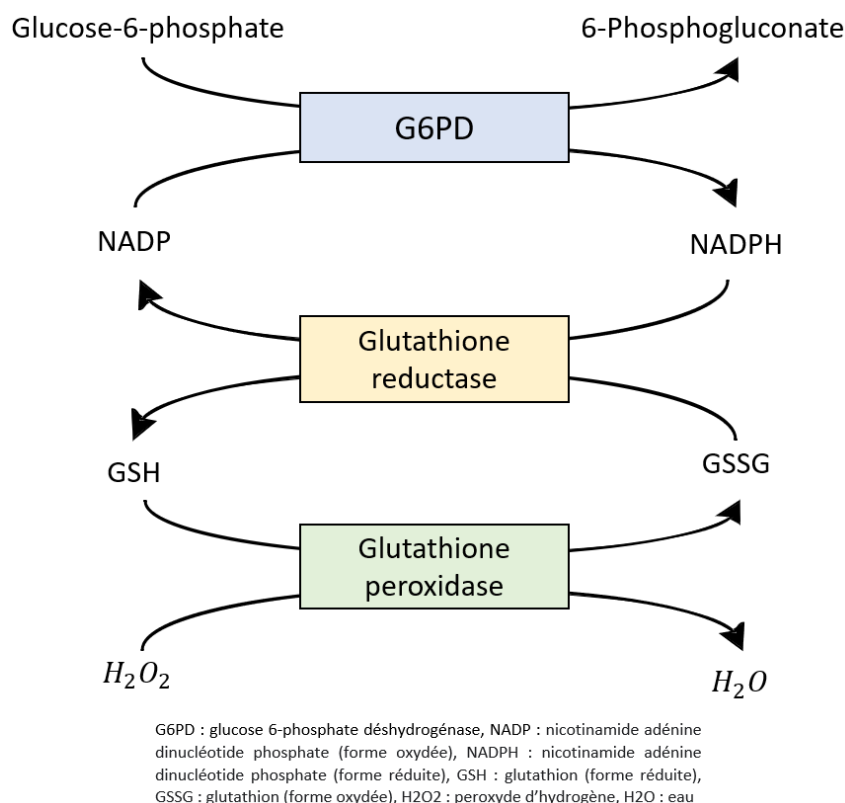 Glucose-6-phosphate
6-Phosphogluconate
G6PD
NADP
NADPH
Glutathione
reductase
GSH
GSSG
Glutathione
peroxidase
H₂O₂
H₂O
G6PD : glucose 6-phosphate déshydrogénase, NADP : nicotinamide adénine
dinucléotide phosphate (forme oxydée), NADPH : nicotinamide adénine
dinucléotide phosphate (forme réduite), GSH : glutathion (forme réduite),
GSSG : glutathion (forme oxydée), H2O2 : peroxyde d’hydrogène, H2O : eau